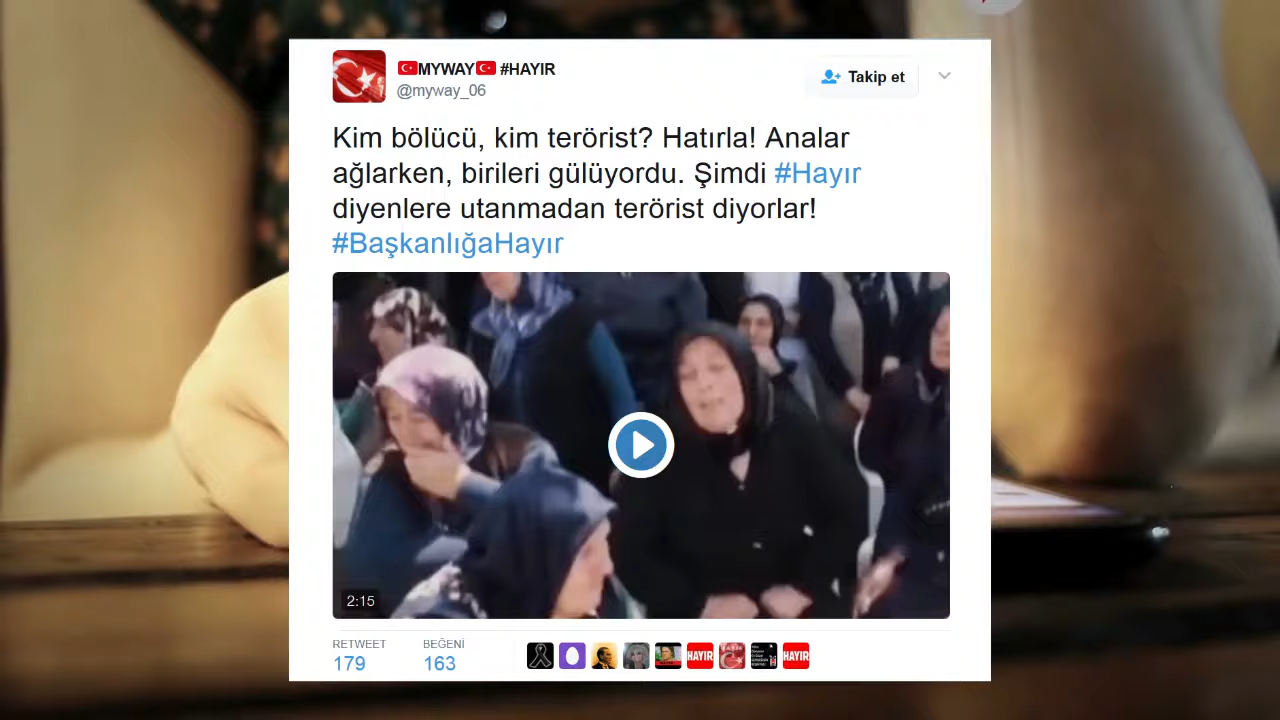 🇹🇷MYWAY🇹🇷 #HAYIR
@myway_06
Takip et
Kim bölücü, kim terörist? Hatırla! Analar
ağlarken, birileri gülüyordu. Şimdi #Hayır
diyenlere utanmadan terörist diyorlar!
#BaşkanlığaHayır
2:15
RETWEET
179
BEĞENİ
163
HAYIR
HAYIR